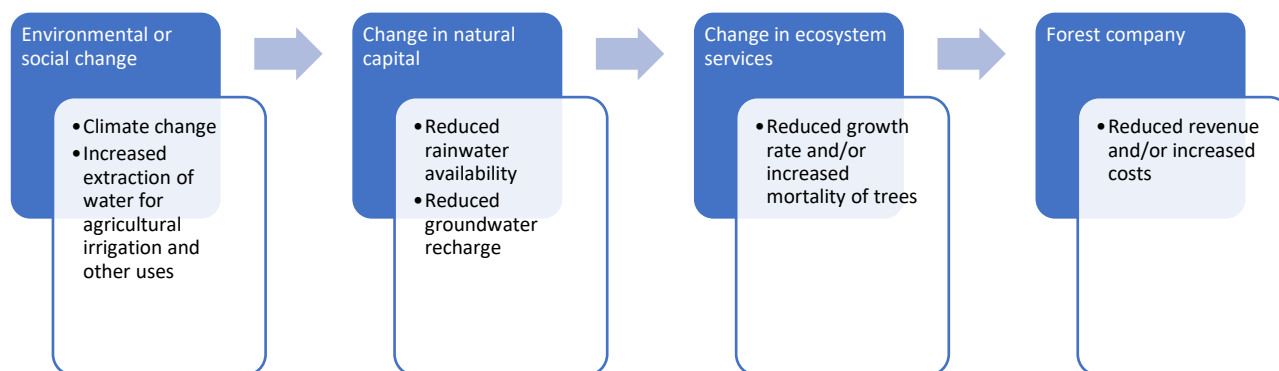 Environmental or
social change
•Climate change
•Increased
extraction of
water for
agricultural
irrigation and
other uses
Change in natural
capital
•Reduced
rainwater
availability
•Reduced
groundwater
recharge
Change in ecosystem
services
•Reduced growth
rate and/or
increased
mortality of trees
Forest company
•Reduced revenue
and/or increased
costs